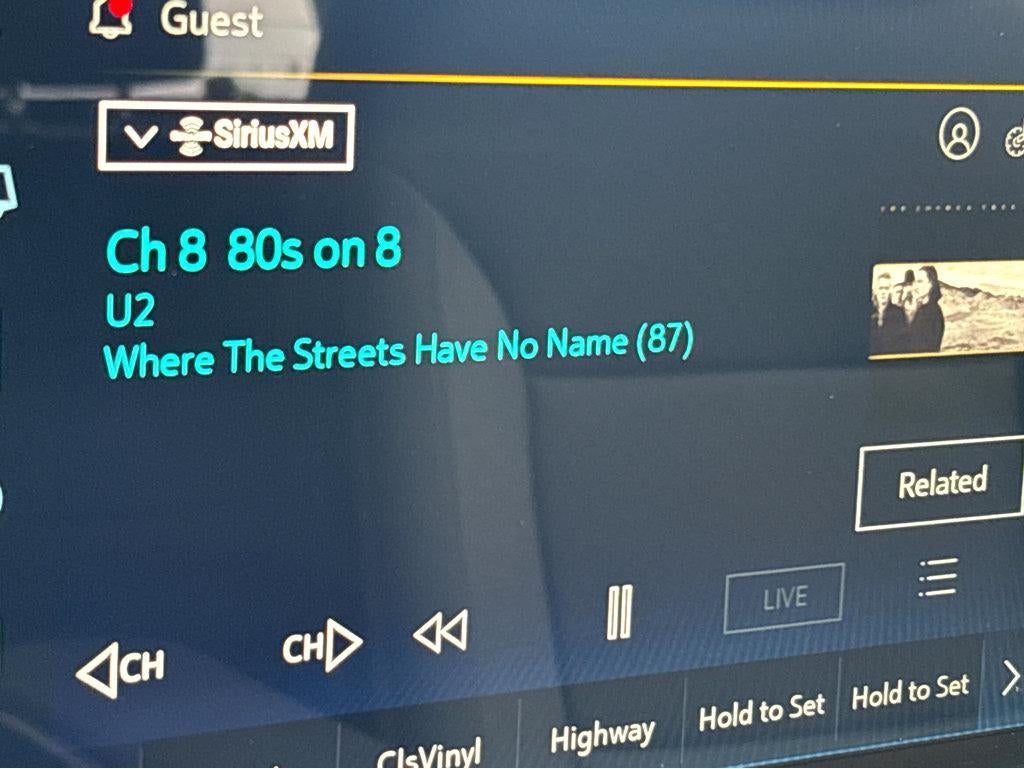 Guest
SiriusXM
Ch 8 80s on 8
U2
Where The Streets Have No Name (87)
Related
LIVE
CH
CH
ClsVinyl
Highway
Hold to Set
Hold to Set